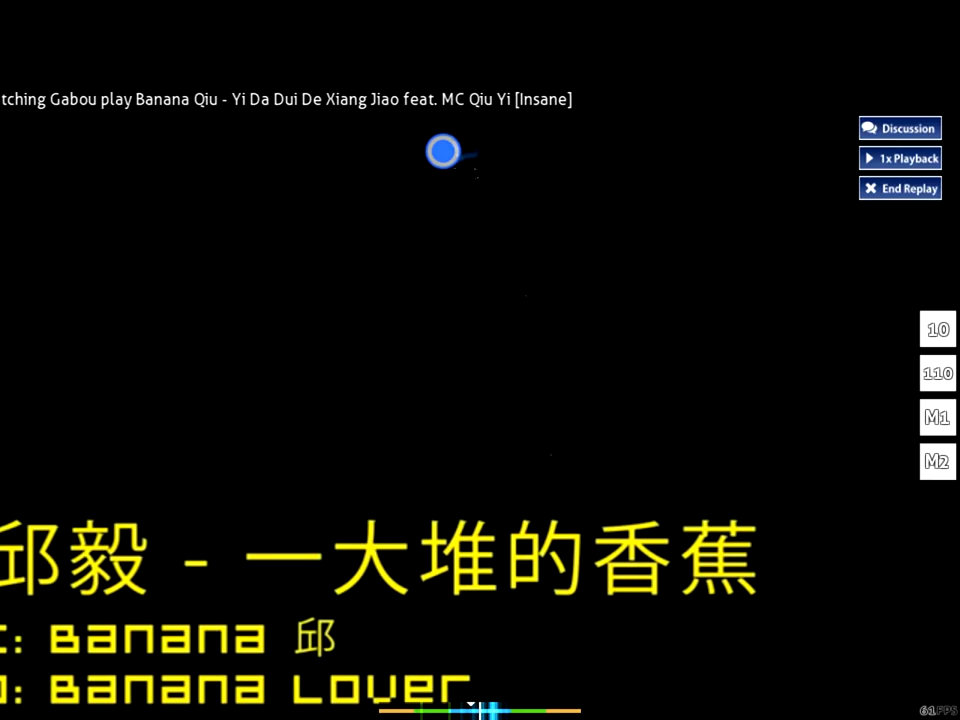 tching Gabou play Banana Qiu - Yi Da Dui De Xiang Jiao feat. MC Qiu Yi [Insane]
Discussion
1x Playback
End Replay
10
110
M1
M2
邱毅 - 一大堆的香蕉
: Banana 邱
: Banana Lover
61FPS